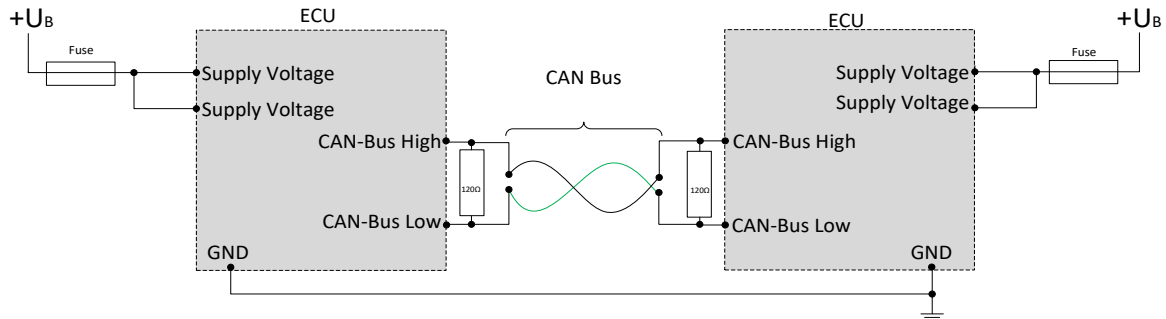 ECU
ECU
+UB
+UB
Fuse
Fuse
Supply Voltage
Supply Voltage
CAN Bus
Supply Voltage
Supply Voltage
CAN-Bus High
CAN-Bus High
120Ω
120Ω
CAN-Bus Low
CAN-Bus Low
GND
GND